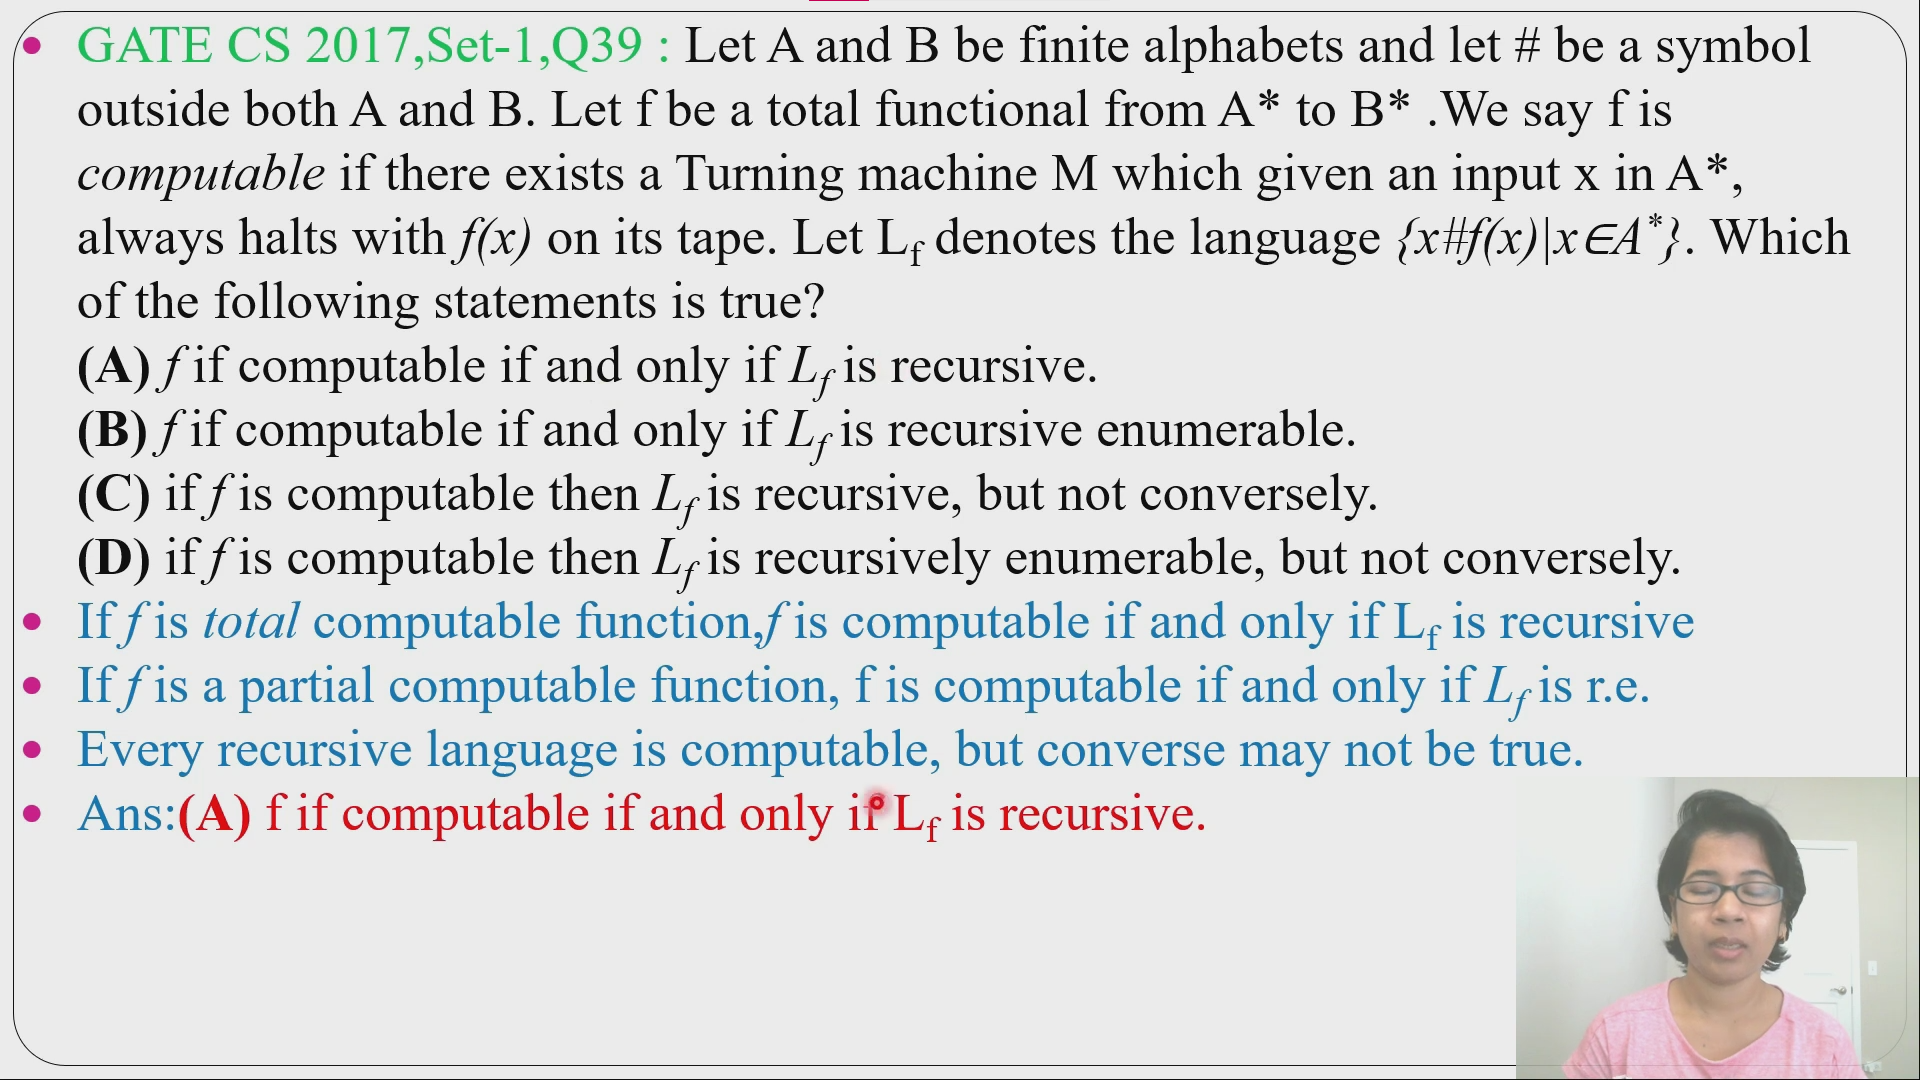 GATE CS 2017,Set-1,Q39 : Let A and B be finite alphabets and let # be a symbol
outside both A and B. Let f be a total functional from A* to B* .We say f is
computable if there exists a Turning machine M which given an input x in A*,
always halts with f(x) on its tape. Let L_f denotes the language {x#f(x)|x∈A*}. Which
of the following statements is true?
(A) f if computable if and only if L_f is recursive.
(B) f if computable if and only if L_f is recursive enumerable.
(C) if f is computable then L_f is recursive, but not conversely.
(D) if f is computable then L_f is recursively enumerable, but not conversely.
If f is total computable function,f is computable if and only if L_f is recursive
If f is a partial computable function, f is computable if and only if L_f is r.e.
Every recursive language is computable, but converse may not be true.
Ans:(A) f if computable if and only if L_f is recursive.